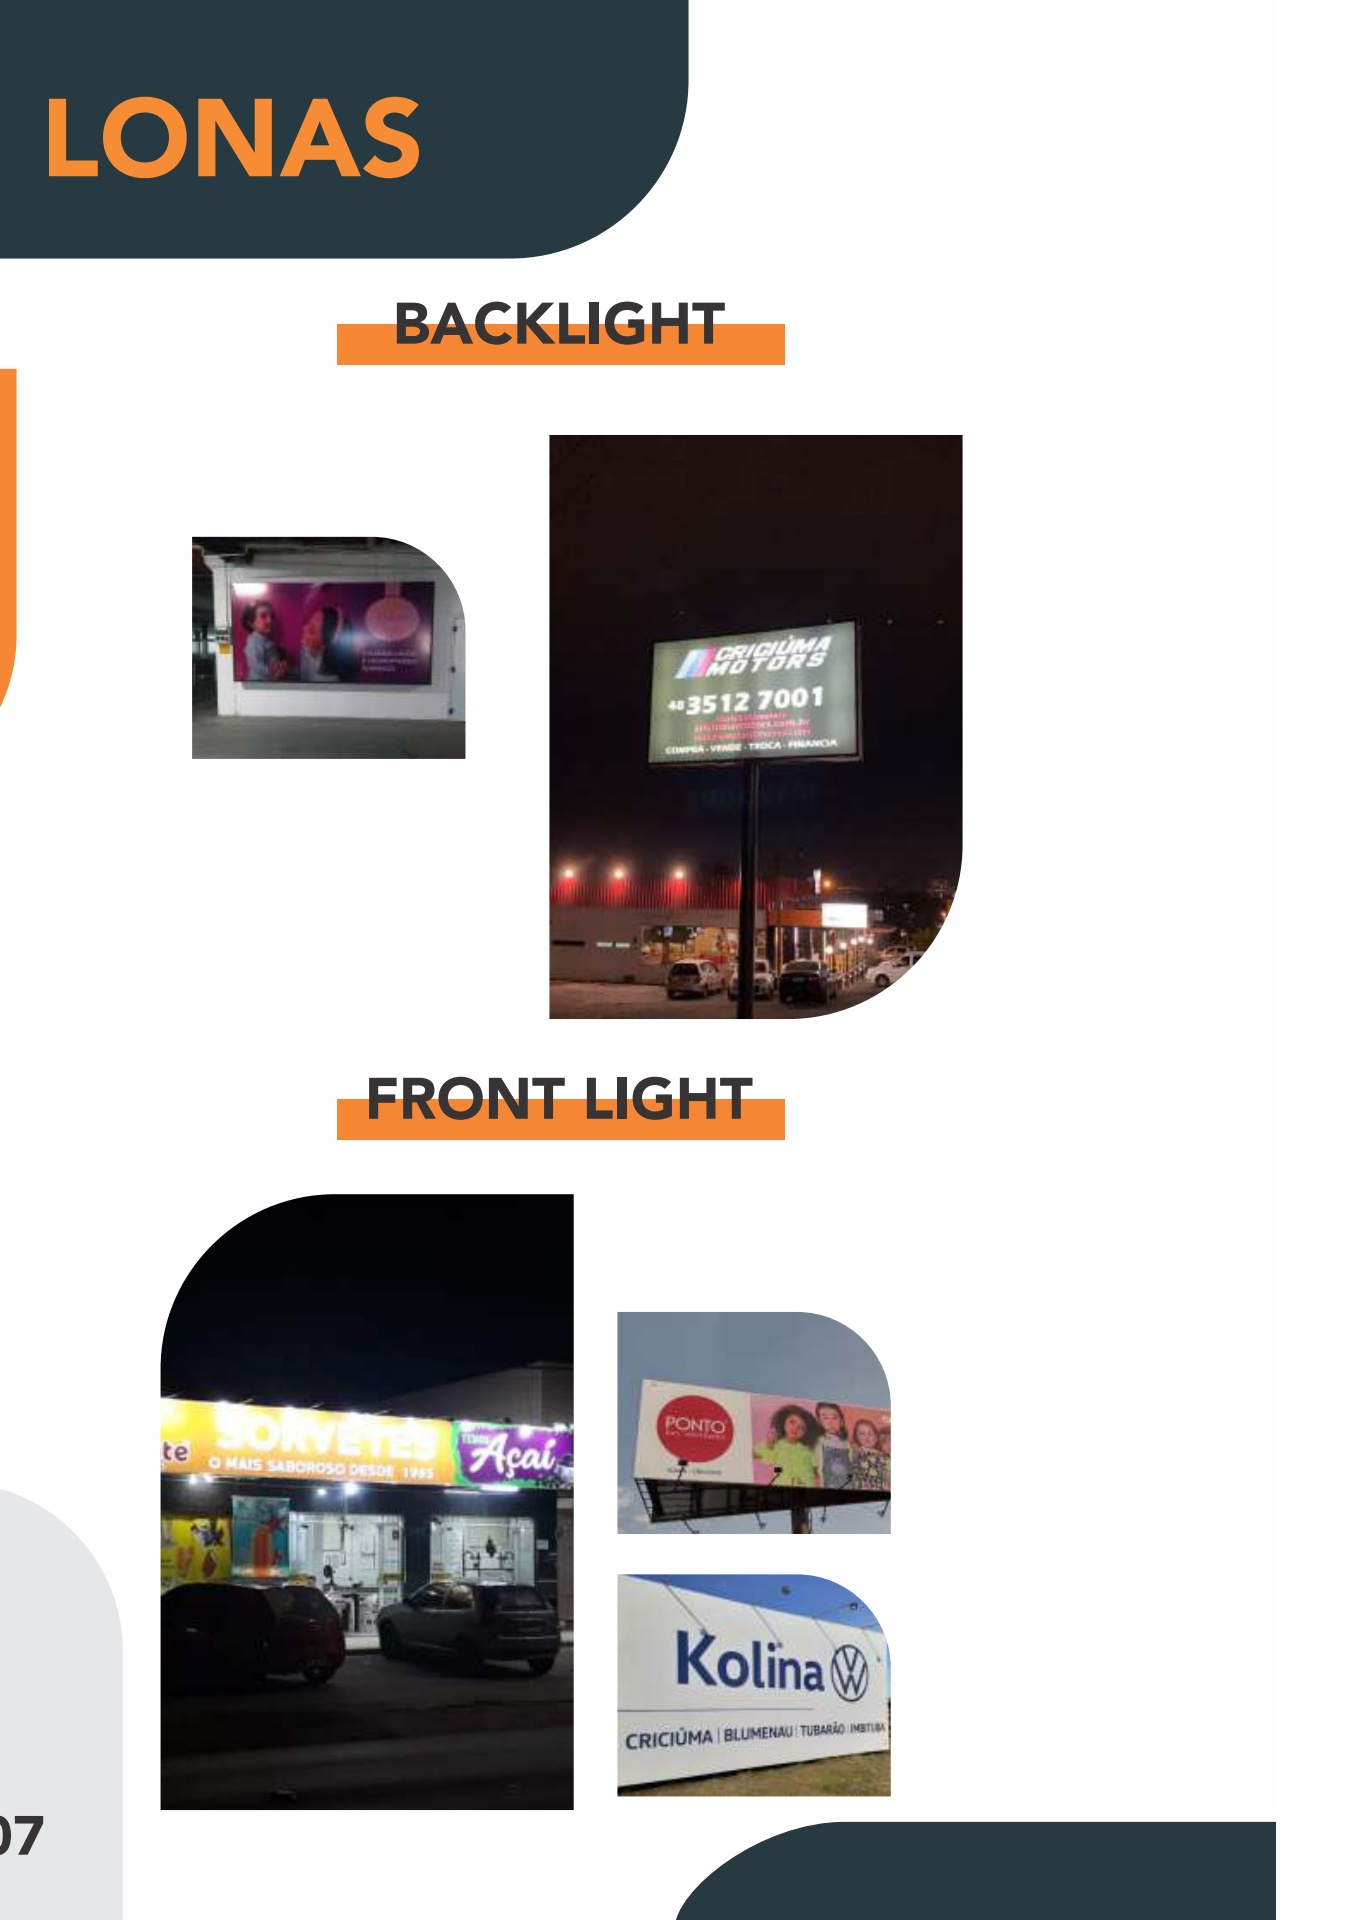 LONAS
BACKLIGHT
CRICIÚMA
MOTORS
48 3512 7001
COMPRA - VENDE - TROCA - FINANCIA
FRONT LIGHT
te
SORVETES
O MAIS SABOROSO DESDE 1985
Açaí
PONTO
Kolina
CRICIÚMA | BLUMENAU | TUBARÃO | IMBITUBA
07